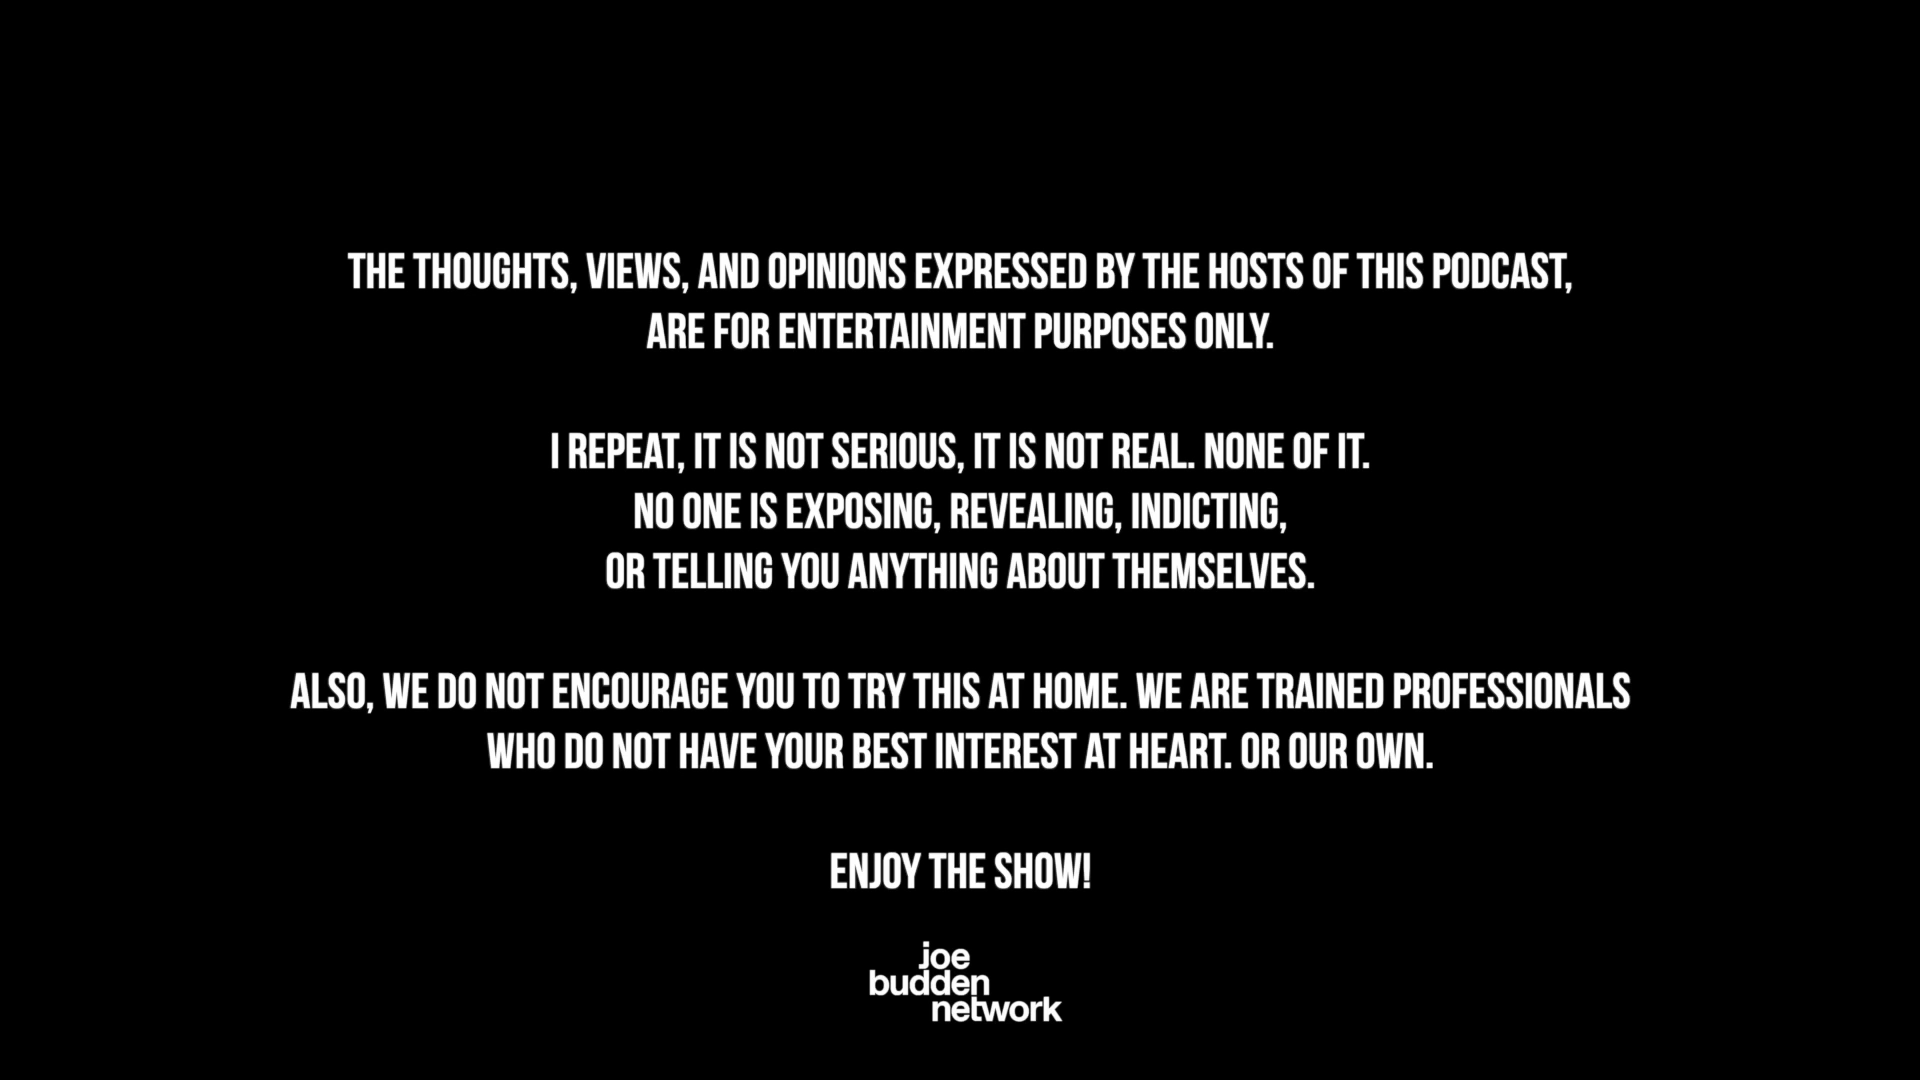 THE THOUGHTS, VIEWS, AND OPINIONS EXPRESSED BY THE HOSTS OF THIS PODCAST,
ARE FOR ENTERTAINMENT PURPOSES ONLY.
I REPEAT, IT IS NOT SERIOUS, IT IS NOT REAL. NONE OF IT.
NO ONE IS EXPOSING, REVEALING, INDICTING,
OR TELLING YOU ANYTHING ABOUT THEMSELVES.
ALSO, WE DO NOT ENCOURAGE YOU TO TRY THIS AT HOME. WE ARE TRAINED PROFESSIONALS
WHO DO NOT HAVE YOUR BEST INTEREST AT HEART. OR OUR OWN.
ENJOY THE SHOW!
joe
budden
network